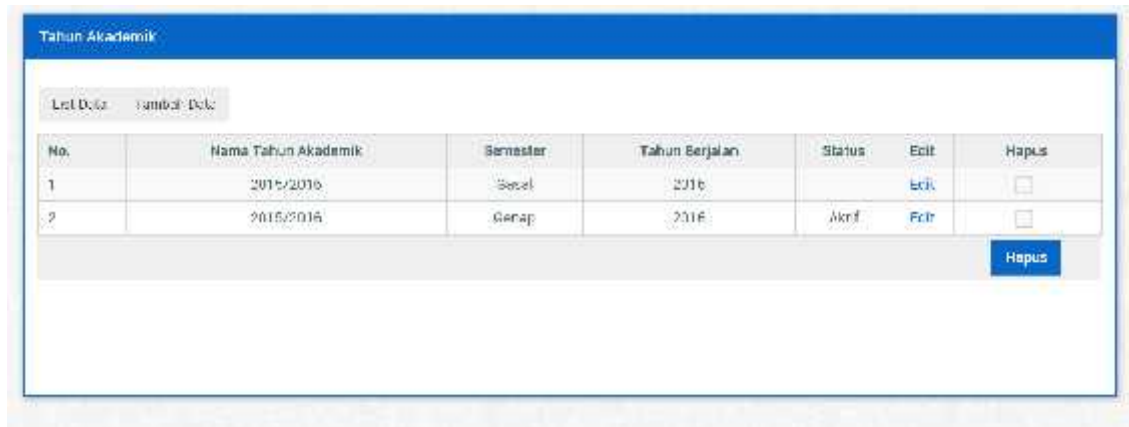 Tahun Akademik
List Data Tambah Data
No. Nama Tahun Akademik Semester Tahun Berjalan Status Edit Hapus
1 2015/2016 Gasal 2016 Edit
2 2015/2016 Genap 2016 Aktif Edit
Hapus